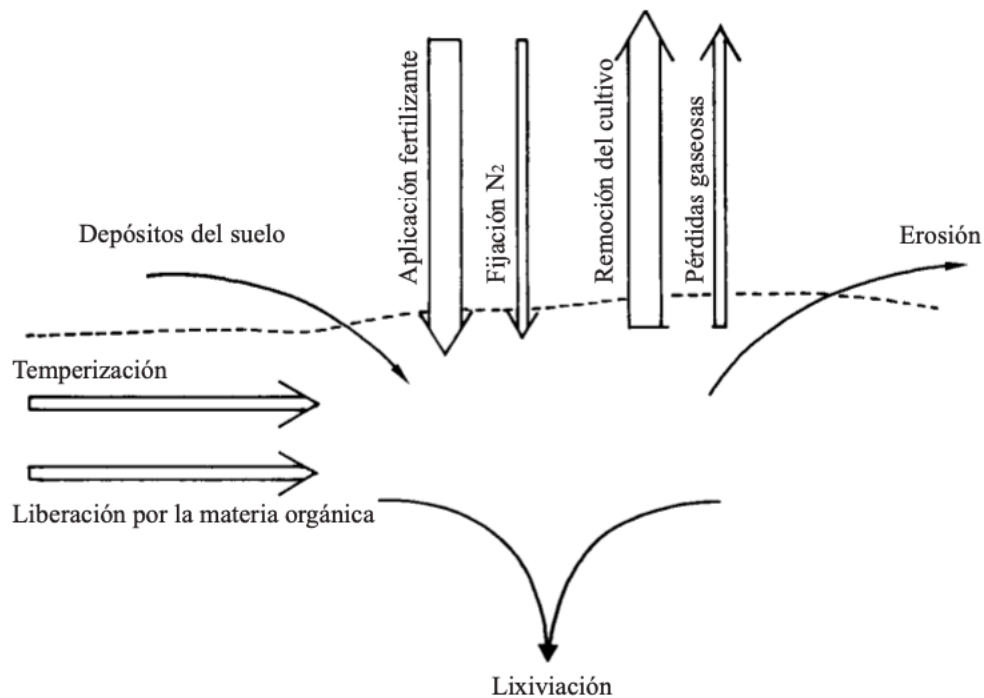 Aplicación fertilizante
Fijación N₂
Remoción del cultivo
Pérdidas gaseosas
Depósitos del suelo
Erosión
Temperización
Liberación por la materia orgánica
Lixiviación